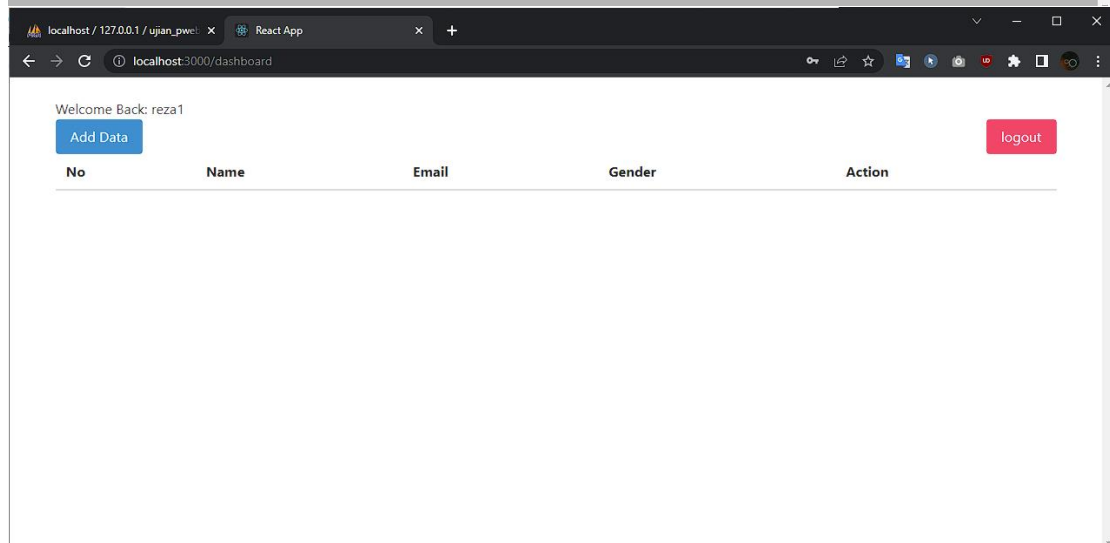 localhost / 127.0.0.1 / ujian_pweb
React App
localhost:3000/dashboard
Welcome Back: reza1
Add Data
logout
No Name Email Gender Action